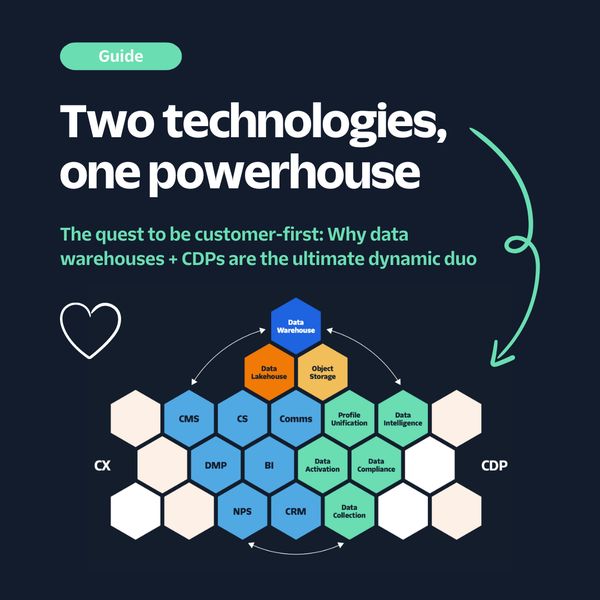 Guide
Two technologies,
one powerhouse
The quest to be customer-first: Why data
warehouses + CDPs are the ultimate dynamic duo
Data
Warehouse
Data
Lakehouse
Object
Storage
CMS
CS
Comms
Profile
Unification
Data
Intelligence
CX
DMP
BI
Data
Activation
Data
Compliance
CDP
NPS
CRM
Data
Collection